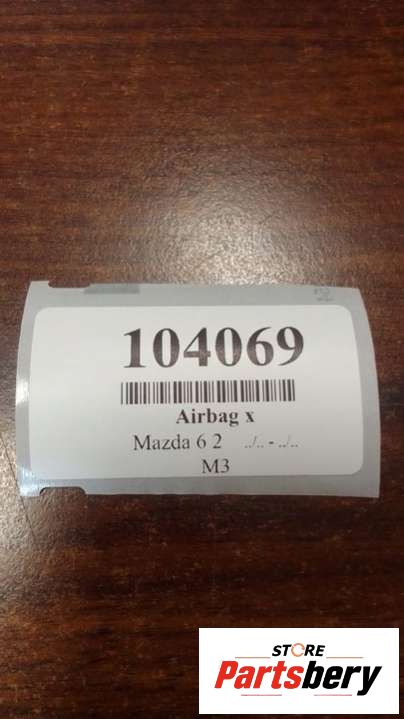 104069
Airbag x
Mazda 6 2 ../.. - ../..
M3
STORE
Partsbery